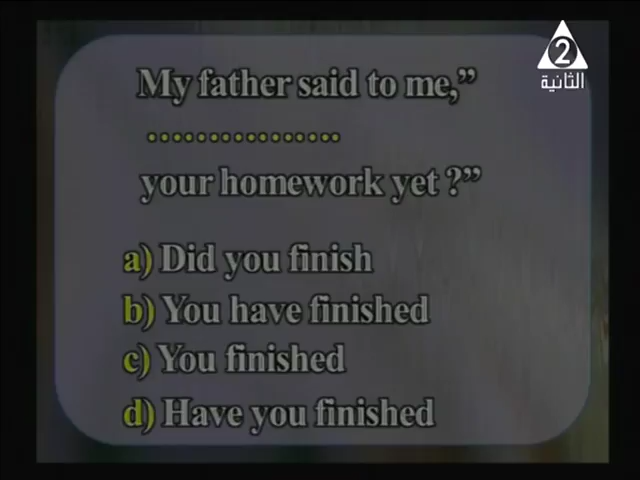 2
الثانية
My father said to me,”
................
your homework yet ?”
a) Did you finish
b) You have finished
c) You finished
d) Have you finished